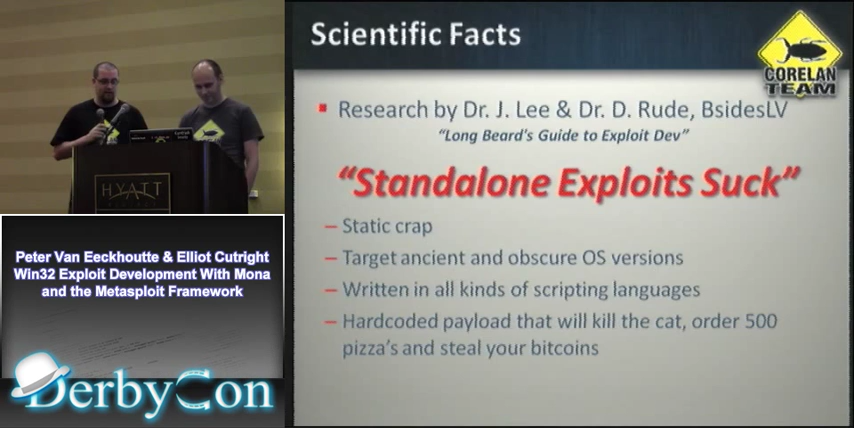 Scientific Facts
CORELAN
TEAM
Research by Dr. J. Lee & Dr. D. Rude, BsidesLV
“Long Beard's Guide to Exploit Dev”
“Standalone Exploits Suck”
– Static crap
– Target ancient and obscure OS versions
– Written in all kinds of scripting languages
– Hardcoded payload that will kill the cat, order 500
pizza's and steal your bitcoins
HYATT
Peter Van Eeckhoutte & Elliot Cutright
Win32 Exploit Development With Mona
and the Metasploit Framework
DerbyCon